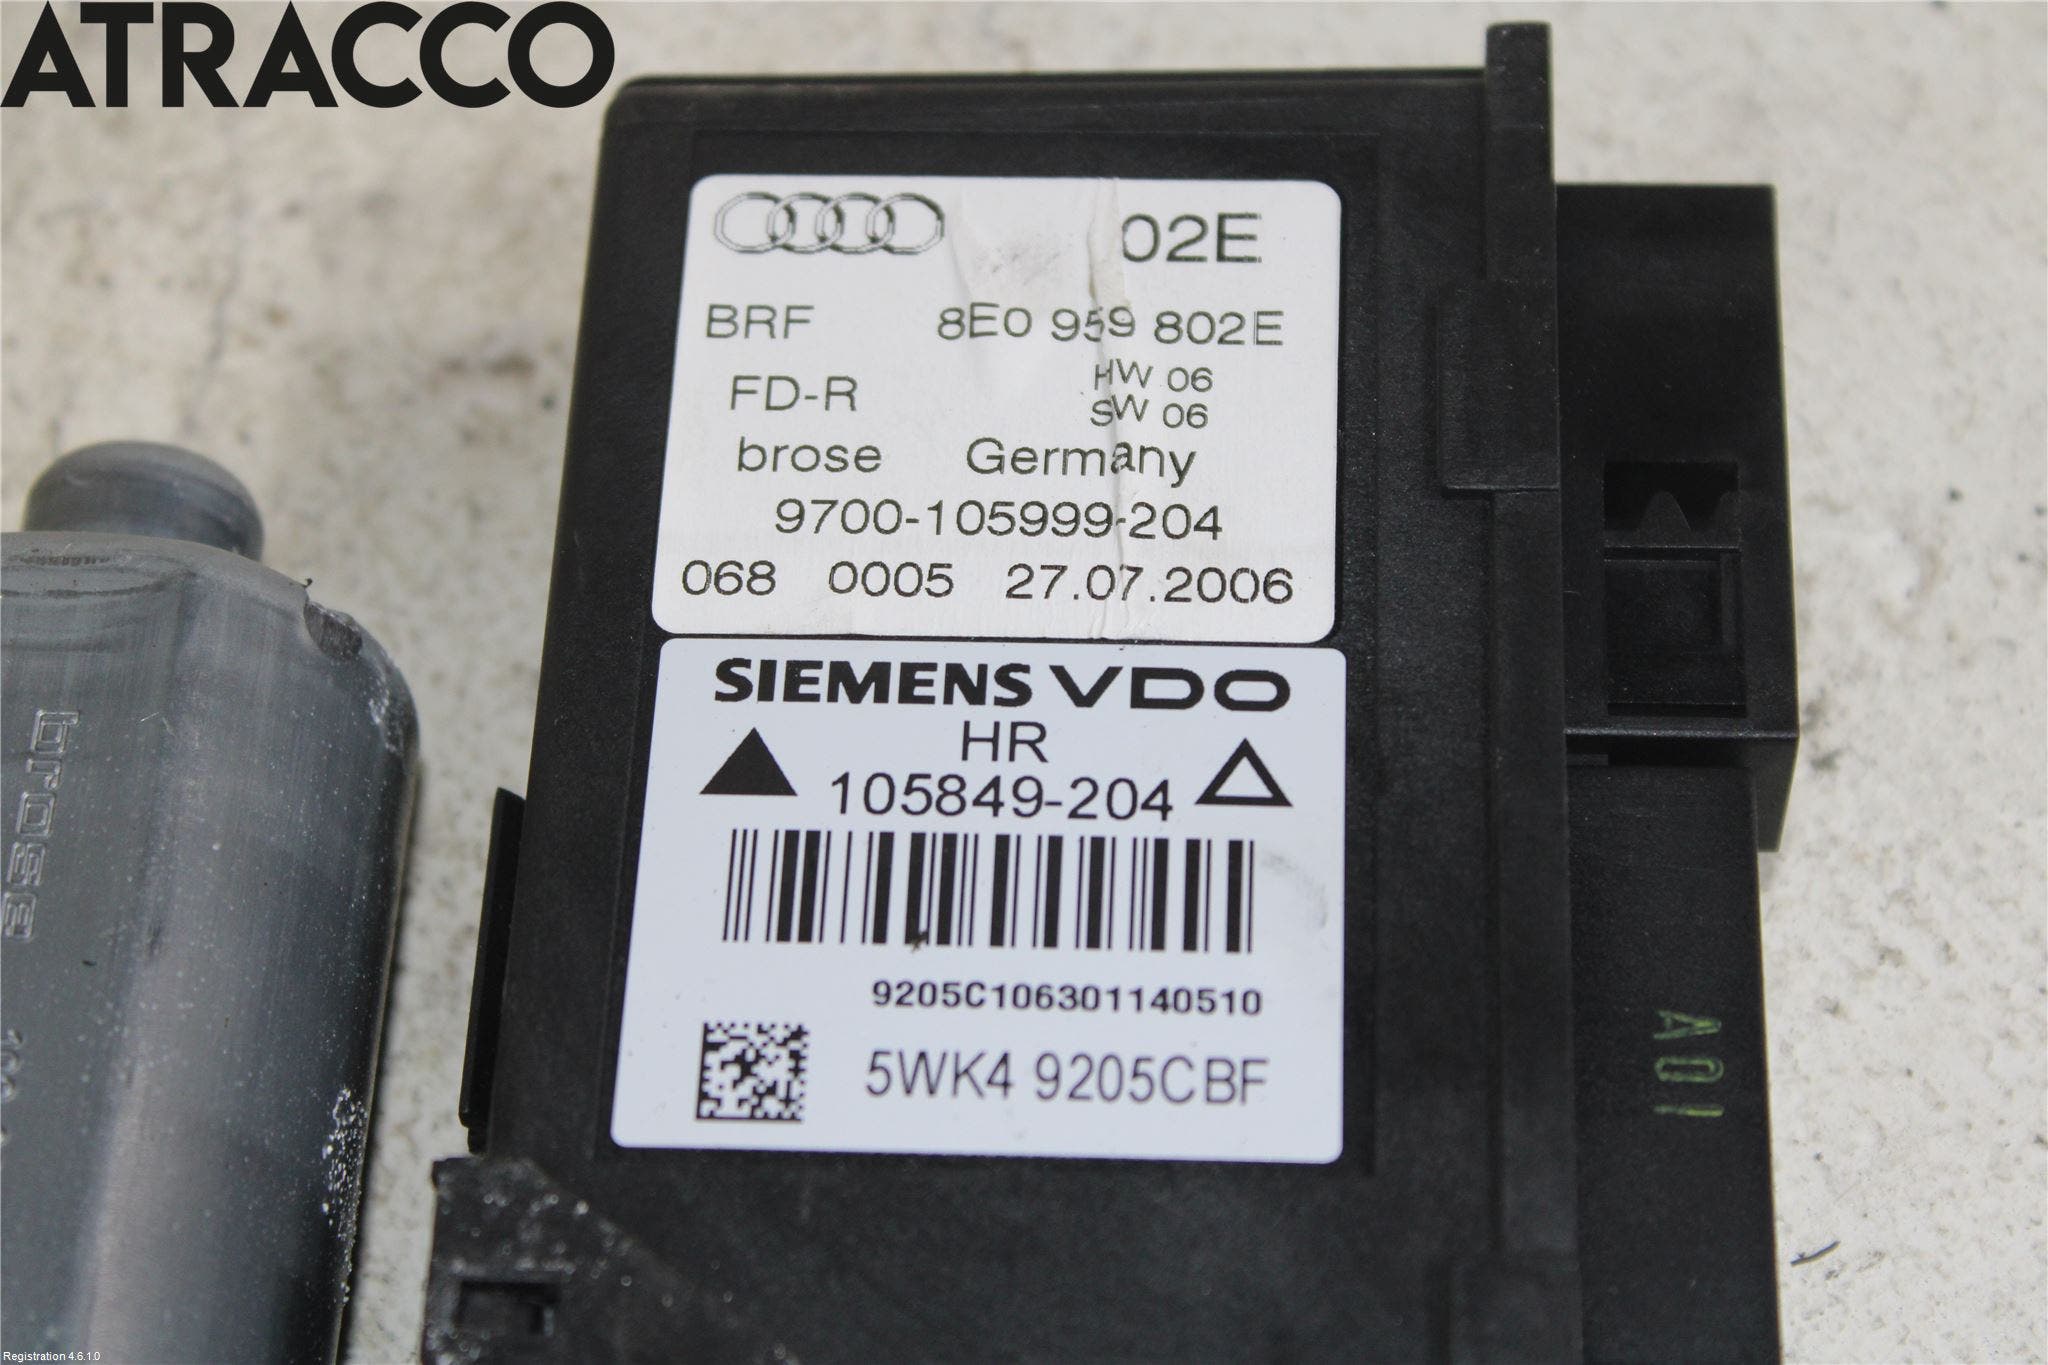 ATRACCO
02E
BRF 8E0 959 802E
FD-R HW 06
SW 06
brose Germany
9700-105999-204
068 0005 27.07.2006
SIEMENS VDO
HR
105849-204
9205C106301140510
5WK4 9205CBF
A01
brose
Registration 4.6.1.0